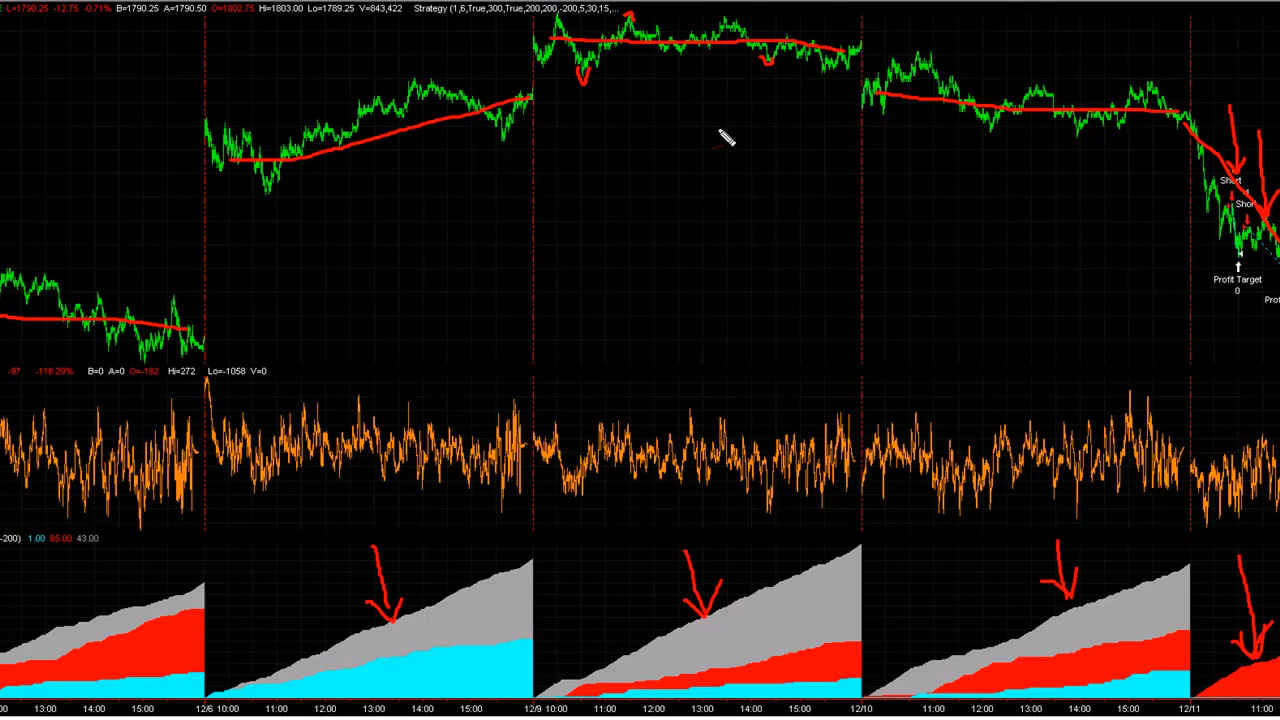 L=1790.25 -12.75 -0.71% B=1790.25 A=1790.50 O=1802.75 Hi=1803.00 Lo=1789.25 V=843,422 Strategy (1,6,True,300,True,200,200,-200,5,30,15,...
Short
Shor
Profit Target
0
Prof
-97 -118.29% B=0 A=0 O=-182 Hi=272 Lo=-1058 V=0
-200) 1.00 85.00 43.00
:00 13:00 14:00 15:00 12/6 10:00 11:00 12:00 13:00 14:00 15:00 12/9 10:00 11:00 12:00 13:00 14:00 15:00 12/10 11:00 12:00 13:00 14:00 15:00 12/11 11:00